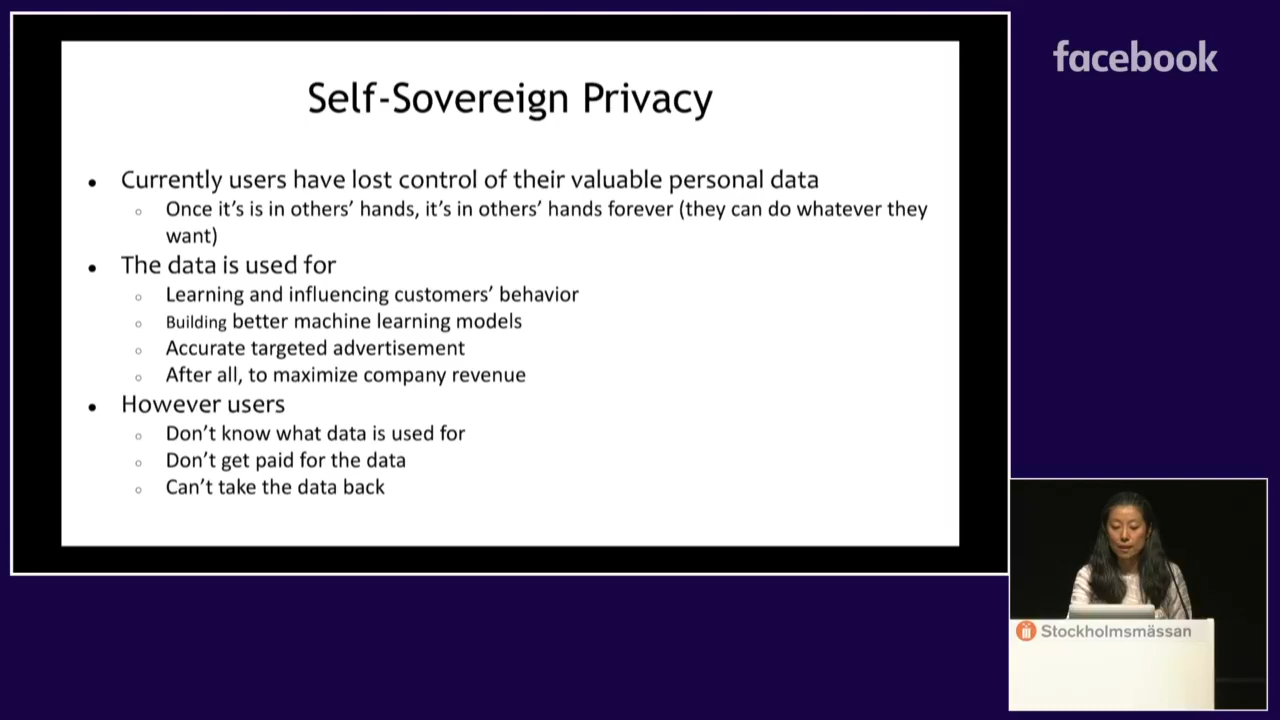 facebook
Self-Sovereign Privacy
• Currently users have lost control of their valuable personal data
○ Once it's is in others' hands, it's in others' hands forever (they can do whatever they
want)
• The data is used for
○ Learning and influencing customers' behavior
○ Building better machine learning models
○ Accurate targeted advertisement
○ After all, to maximize company revenue
• However users
○ Don't know what data is used for
○ Don't get paid for the data
○ Can't take the data back
Stockholmsmässan